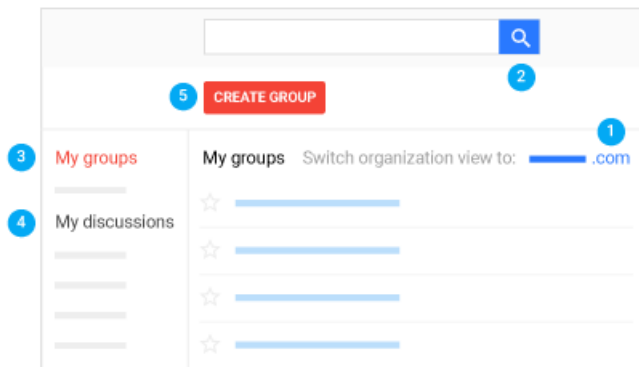 2
5 CREATE GROUP
1
3 My groups
My groups Switch organization view to: .com
4 My discussions